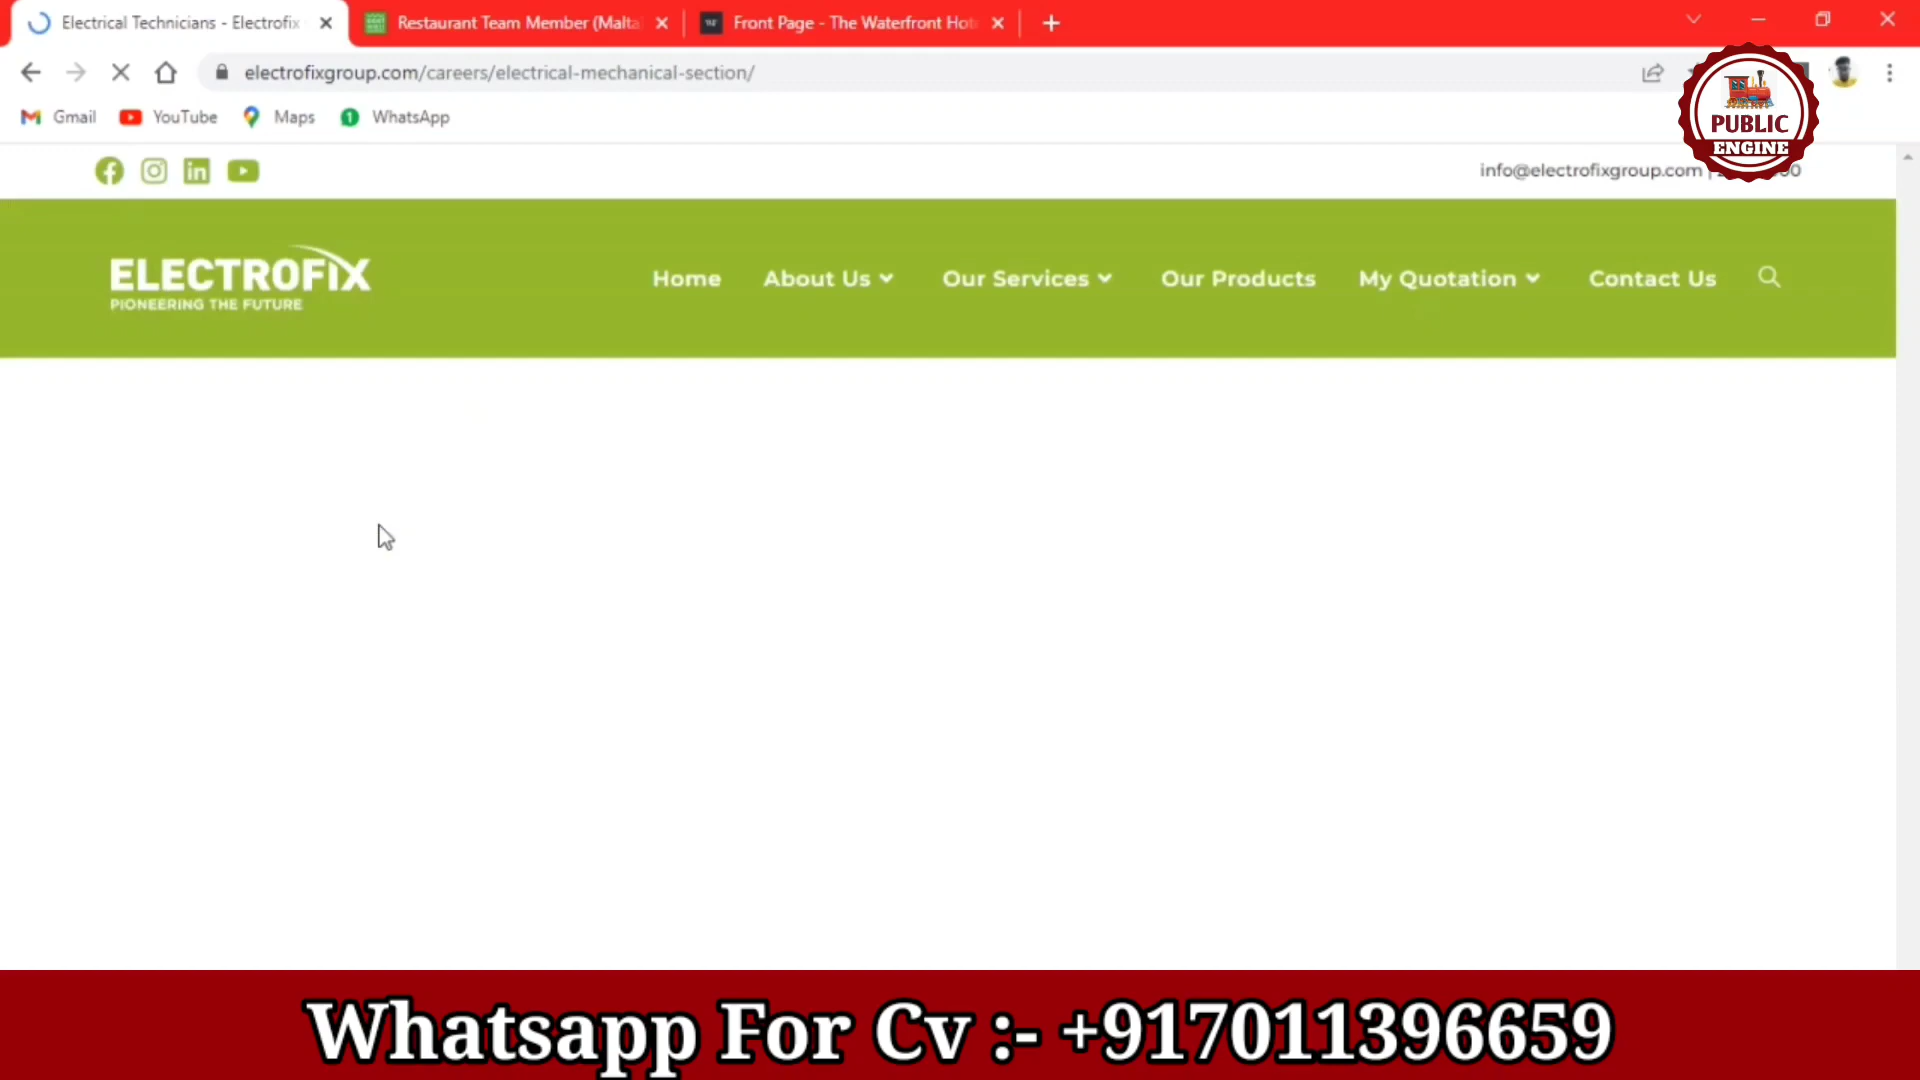 Electrical Technicians - Electrofix
Restaurant Team Member (Malta
Front Page - The Waterfront Hot
electrofixgroup.com/careers/electrical-mechanical-section/
Gmail
YouTube
Maps
1
WhatsApp
PUBLIC
ENGINE
info@electrofixgroup.com |
ELECTROFIX
PIONEERING THE FUTURE
Home
About Us
Our Services
Our Products
My Quotation
Contact Us
Whatsapp For Cv :- +917011396659